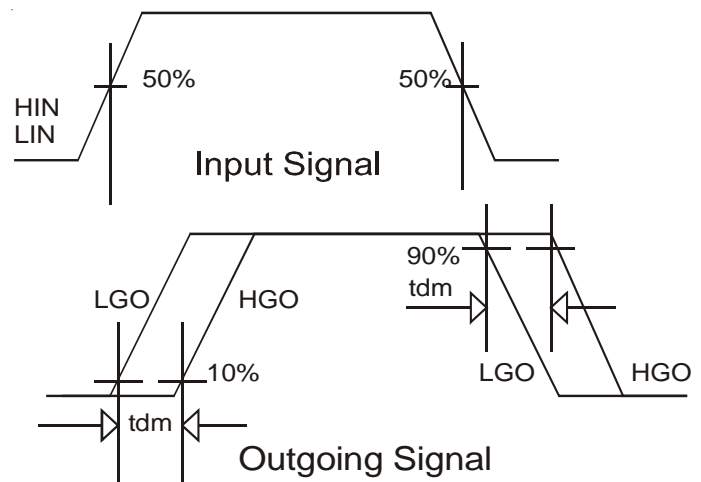 50%
50%
HIN
LIN
Input Signal
90%
LGO
HGO
tdm
10%
LGO
HGO
tdm
Outgoing Signal